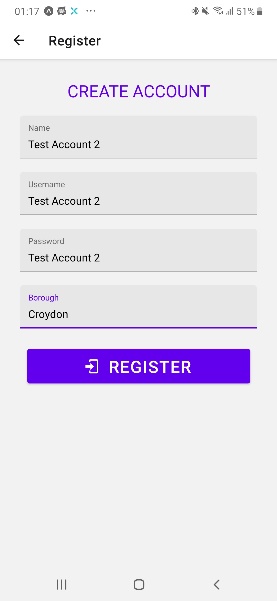 01:17 51%
Register
CREATE ACCOUNT
Name
Test Account 2
Username
Test Account 2
Password
Test Account 2
Borough
Croydon
REGISTER